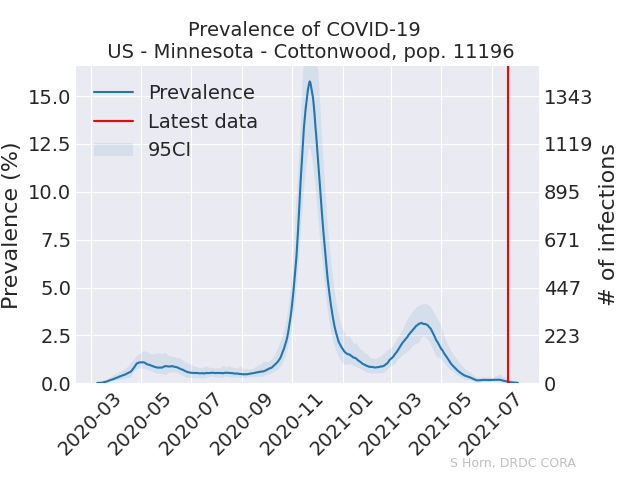 Prevalence of COVID-19
US - Minnesota - Cottonwood, pop. 11196
Prevalence (%)
15.0
12.5
10.0
7.5
5.0
2.5
0.0
Prevalence
Latest data
95CI
1343
1119
895
671
447
223
0
# of infections
2020-03
2020-05
2020-07
2020-09
2020-11
2021-01
2021-03
2021-05
2021-07
S Horn, DRDC CORA